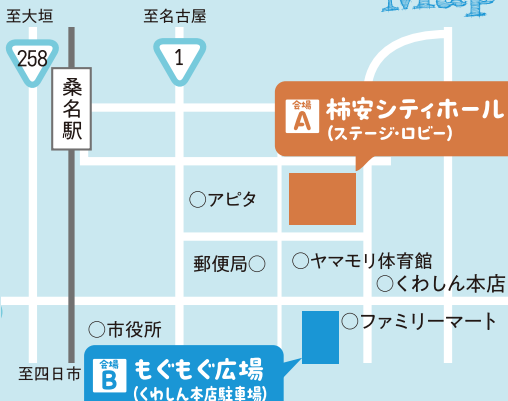 Map
至大垣
至名古屋
258
1
桑名駅
会場
A
柿安シティホール
(ステージ・ロビー)
○アピタ
郵便局○
○ヤマモリ体育館
○くわしん本店
○ファミリーマート
○市役所
至四日市
会場
B
もぐもぐ広場
(くわしん本店駐車場)